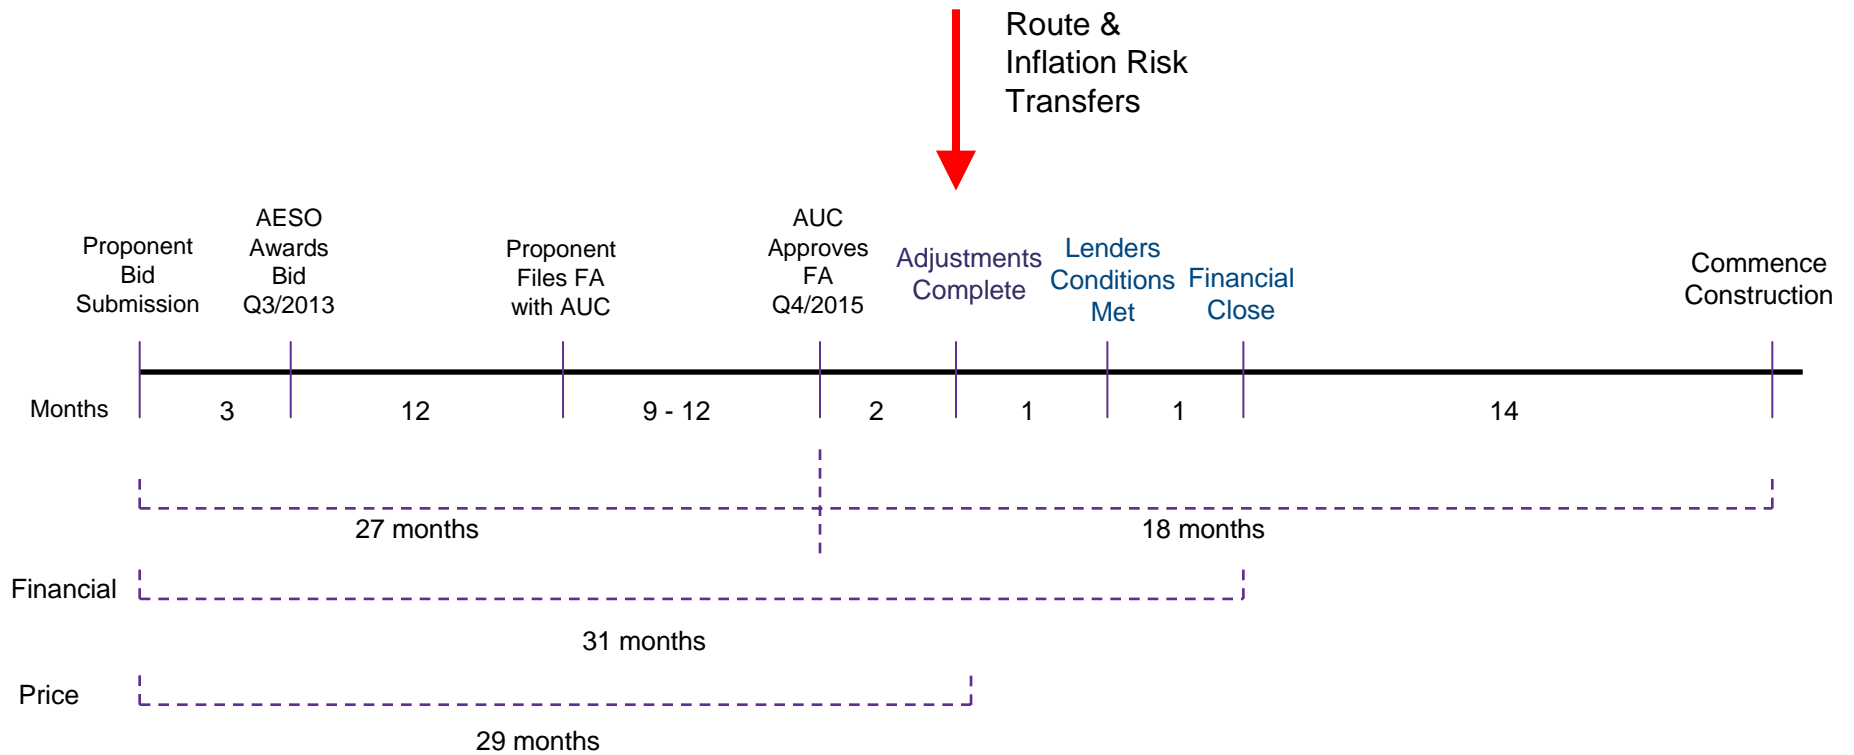 Route &
Inflation Risk
Transfers
Proponent
Bid
Submission
AESO
Awards
Bid
Q3/2013
Proponent
Files FA
with AUC
AUC
Approves
FA
Q4/2015
Adjustments
Complete
Lenders
Conditions
Met
Financial
Close
Commence
Construction
Months
3
12
9 - 12
2
1
1
14
27 months
18 months
Financial
31 months
Price
29 months